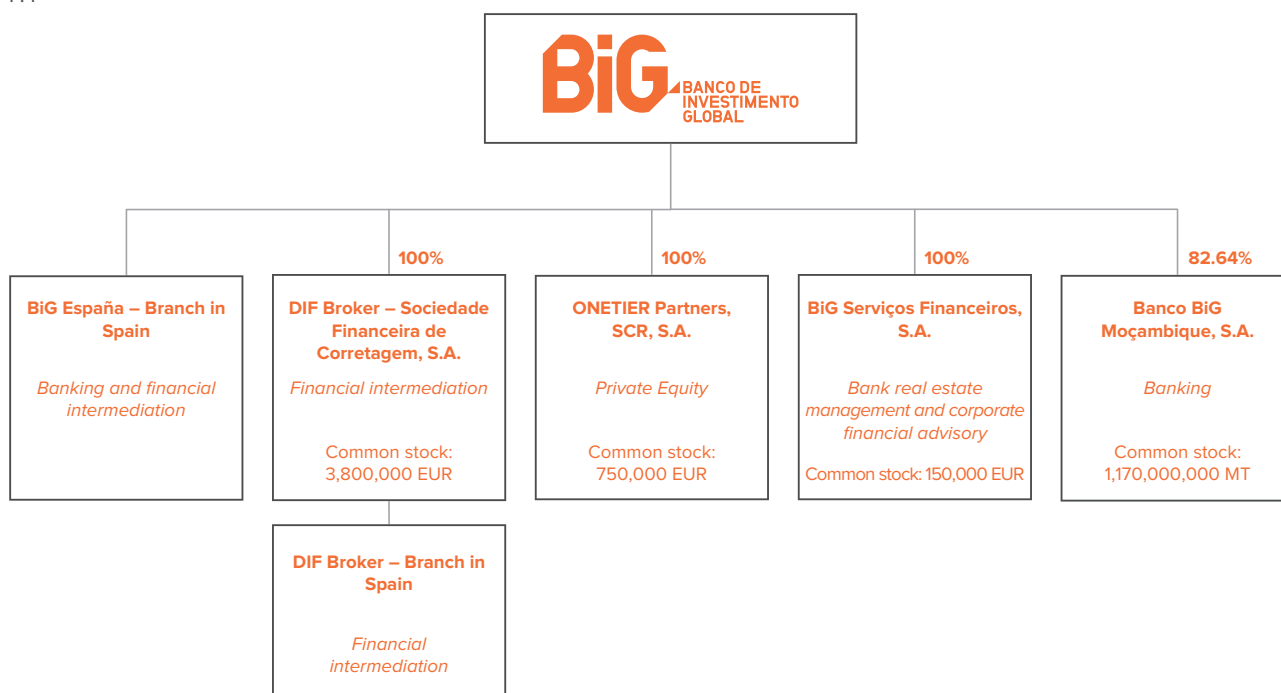 BiG BANCO DE
INVESTIMENTO
GLOBAL
100%
100%
100%
82.64%
BiG España – Branch in
Spain
Banking and financial
intermediation
DIF Broker – Sociedade
Financeira de
Corretagem, S.A.
Financial intermediation
Common stock:
3,800,000 EUR
ONETIER Partners,
SCR, S.A.
Private Equity
Common stock:
750,000 EUR
BiG Serviços Financeiros,
S.A.
Bank real estate
management and corporate
financial advisory
Common stock: 150,000 EUR
Banco BiG
Moçambique, S.A.
Banking
Common stock:
1,170,000,000 MT
DIF Broker – Branch in
Spain
Financial
intermediation